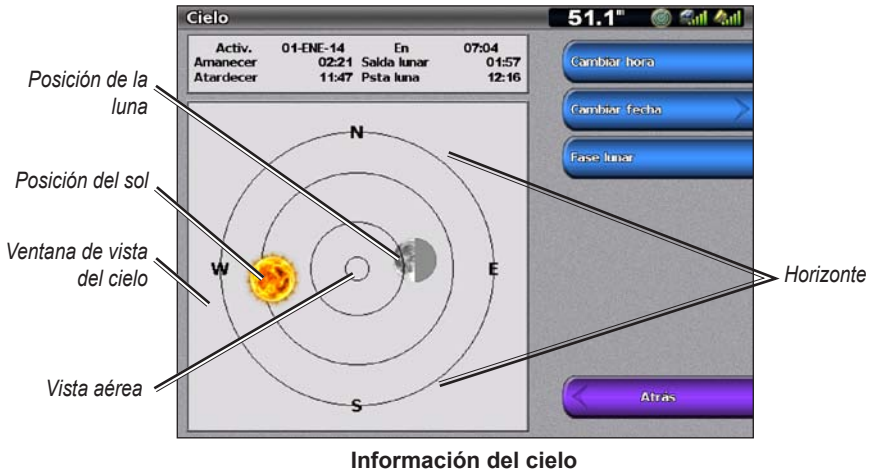 Cielo
51.1"
Activ. 01-ENE-14 En 07:04
Amanecer 02:21 Salda lunar 01:57
Atardecer 11:47 Psta luna 12:16
Cambiar hora
Cambiar fecha
Fase lunar
Atrás
N
W
E
S
Posición de la
luna
Posición del sol
Ventana de vista
del cielo
Vista aérea
Horizonte
Información del cielo